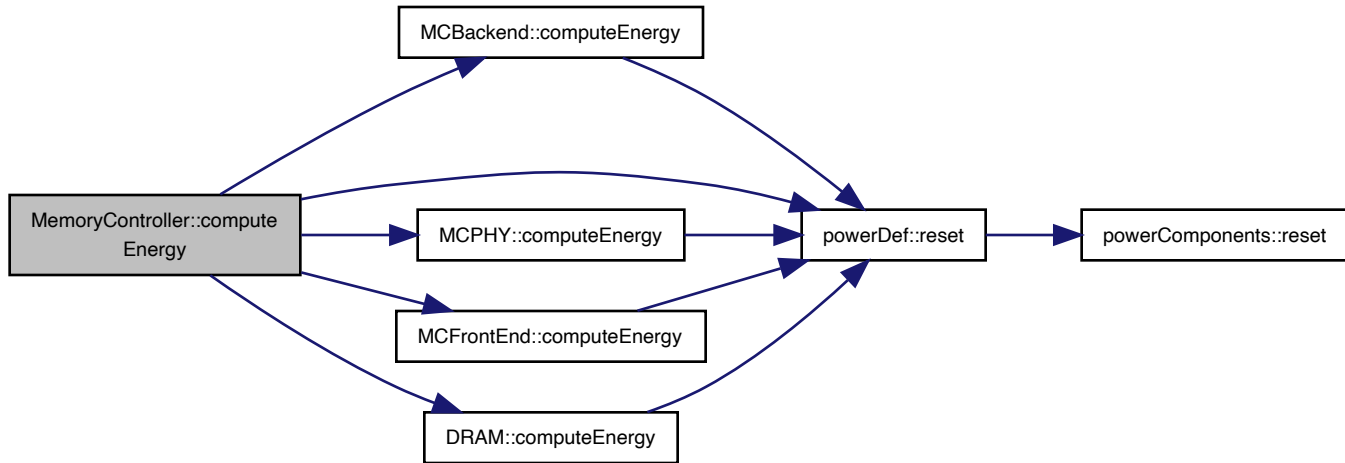 MCBackend::computeEnergy
MemoryController::compute
Energy
MCPHY::computeEnergy
powerDef::reset
powerComponents::reset
MCFrontEnd::computeEnergy
DRAM::computeEnergy